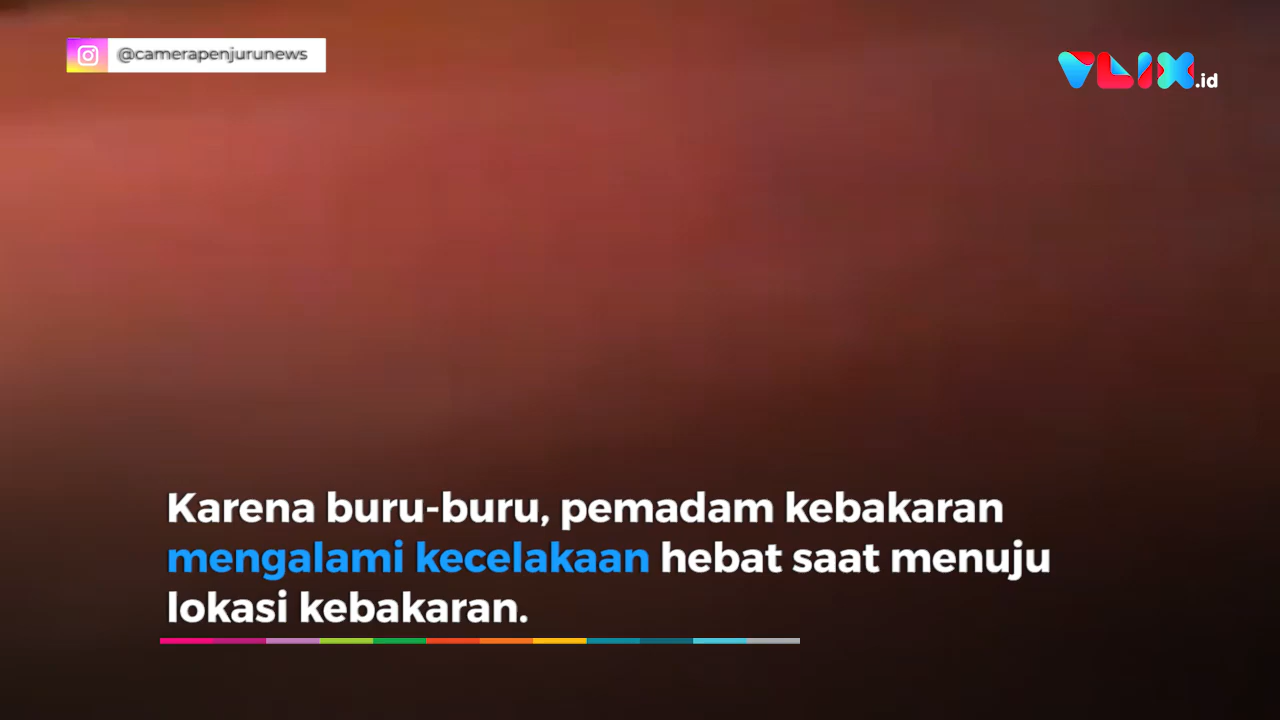 @camerapenjurunews
VLIX.id
Karena buru-buru, pemadam kebakaran
mengalami kecelakaan hebat saat menuju
lokasi kebakaran.